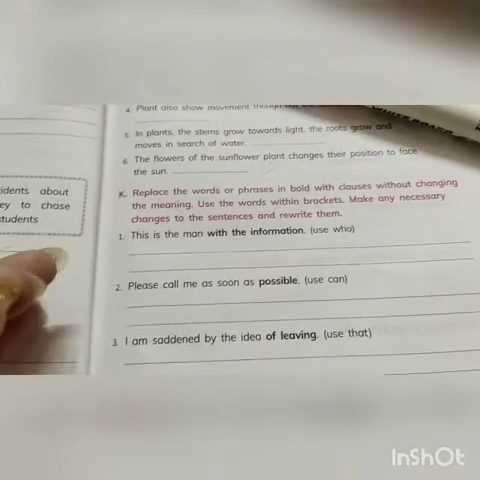 4. Plant also show movement though not the
5. In plants, the stems grow towards light, the roots grow and
moves in search of water.
6. The flowers of the sunflower plant changes their position to face
the sun.
idents about
ey to chase
students
K. Replace the words or phrases in bold with clauses without changing
the meaning. Use the words within brackets. Make any necessary
changes to the sentences and rewrite them.
1. This is the man with the information. (use who)
2. Please call me as soon as possible. (use can)
3. I am saddened by the idea of leaving. (use that)
InShOt